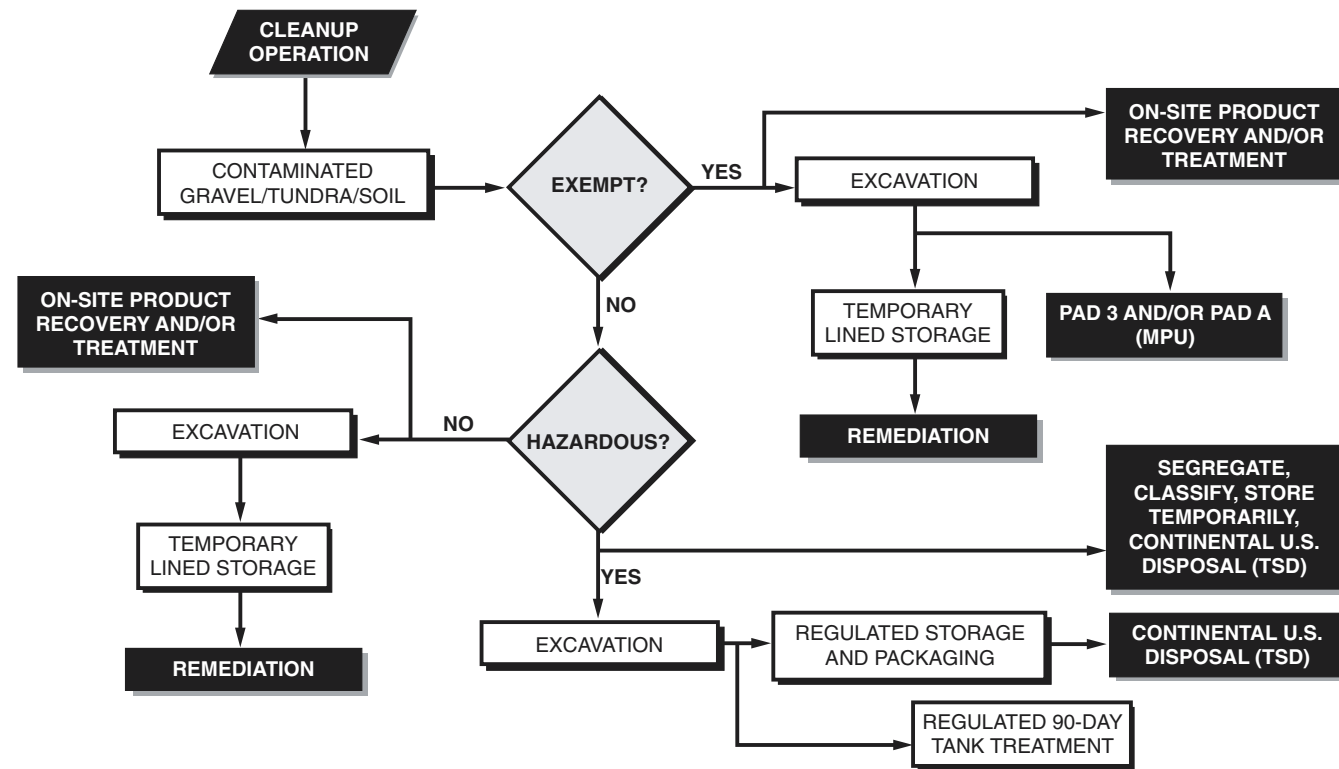 CLEANUP
OPERATION
CONTAMINATED
GRAVEL/TUNDRA/SOIL
EXEMPT?
YES
ON-SITE PRODUCT
RECOVERY AND/OR
TREATMENT
EXCAVATION
TEMPORARY
LINED STORAGE
PAD 3 AND/OR PAD A
(MPU)
REMEDIATION
NO
HAZARDOUS?
NO
ON-SITE PRODUCT
RECOVERY AND/OR
TREATMENT
EXCAVATION
TEMPORARY
LINED STORAGE
REMEDIATION
YES
SEGREGATE,
CLASSIFY, STORE
TEMPORARILY,
CONTINENTAL U.S.
DISPOSAL (TSD)
EXCAVATION
REGULATED STORAGE
AND PACKAGING
CONTINENTAL U.S.
DISPOSAL (TSD)
REGULATED 90-DAY
TANK TREATMENT